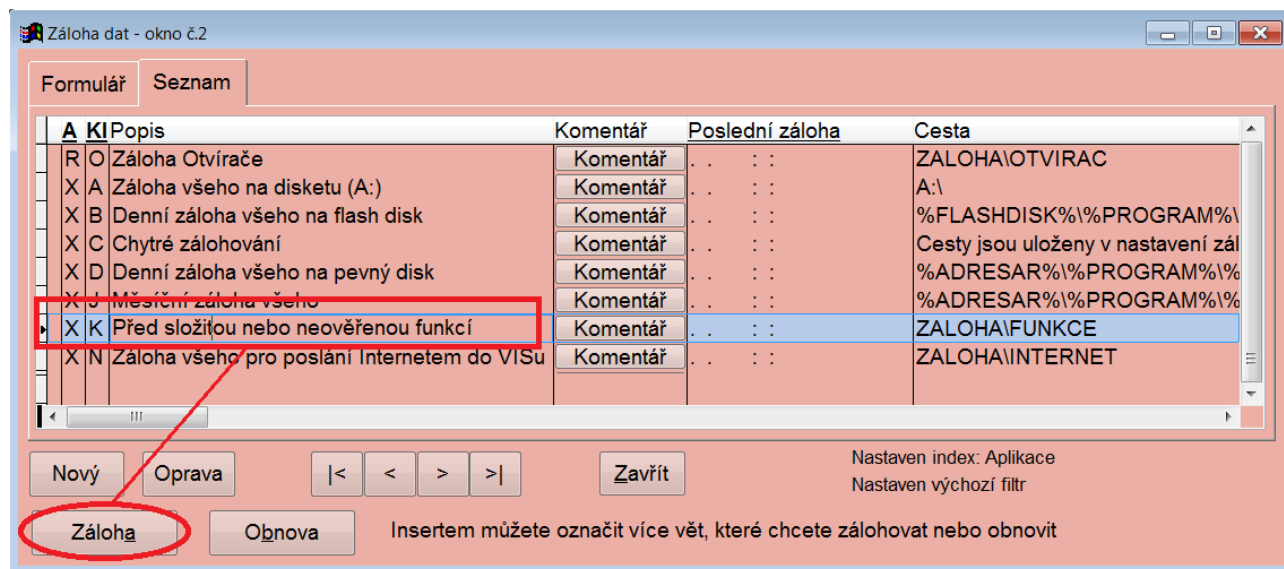 Záloha dat - okno č.2
Formulář Seznam
A Kl Popis Komentář Poslední záloha Cesta
R O Záloha Otvírače Komentář . . : : ZALOHA\OTVIRAC
X A Záloha všeho na disketu (A:) Komentář . . : : A:\
X B Denní záloha všeho na flash disk Komentář . . : : %FLASHDISK%\%PROGRAM%\
X C Chytré zálohování Komentář . . : : Cesty jsou uloženy v nastavení zál
X D Denní záloha všeho na pevný disk Komentář . . : : %ADRESAR%\%PROGRAM%\%
X J Měsíční záloha všeho Komentář . . : : %ADRESAR%\%PROGRAM%\%
X K Před složitou nebo neověřenou funkcí Komentář . . : : ZALOHA\FUNKCE
X N Záloha všeho pro poslání Internetem do VISu Komentář . . : : ZALOHA\INTERNET
Nový Oprava |< < > >| Zavřít Nastaven index: Aplikace
Nastaven výchozí filtr
Záloha Obnova Insertem můžete označit více vět, které chcete zálohovat nebo obnovit